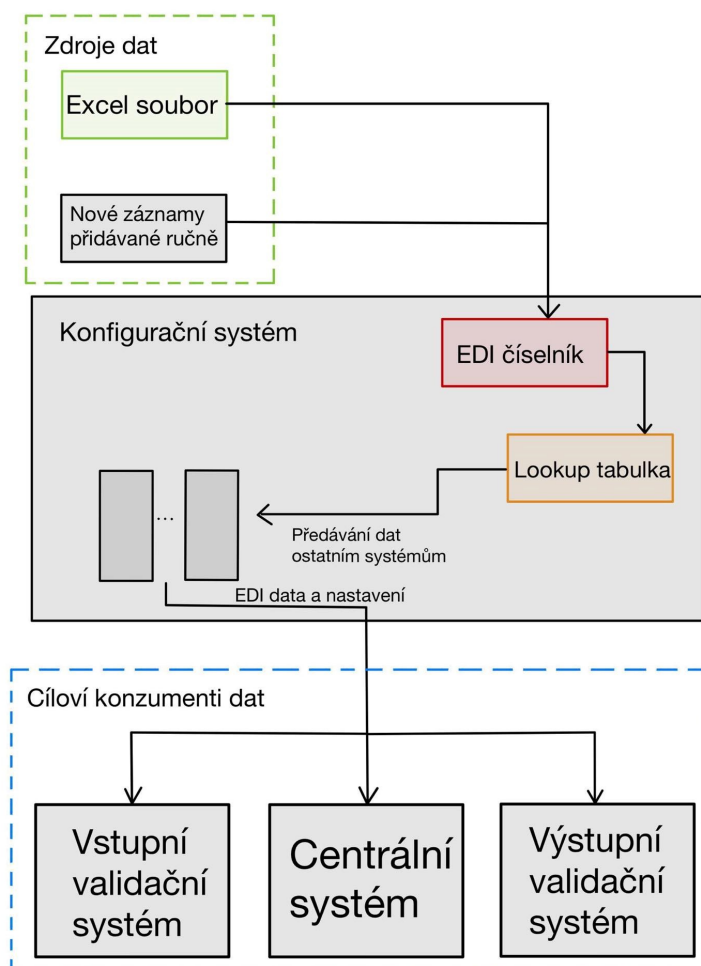 Zdroje dat
Excel soubor
Nové záznamy
přidávané ručně
Konfigurační systém
EDI číselník
Lookup tabulka
...
Předávání dat
ostatním systémům
EDI data a nastavení
Cíloví konzumenti dat
Vstupní
validační
systém
Centrální
systém
Výstupní
validační
systém